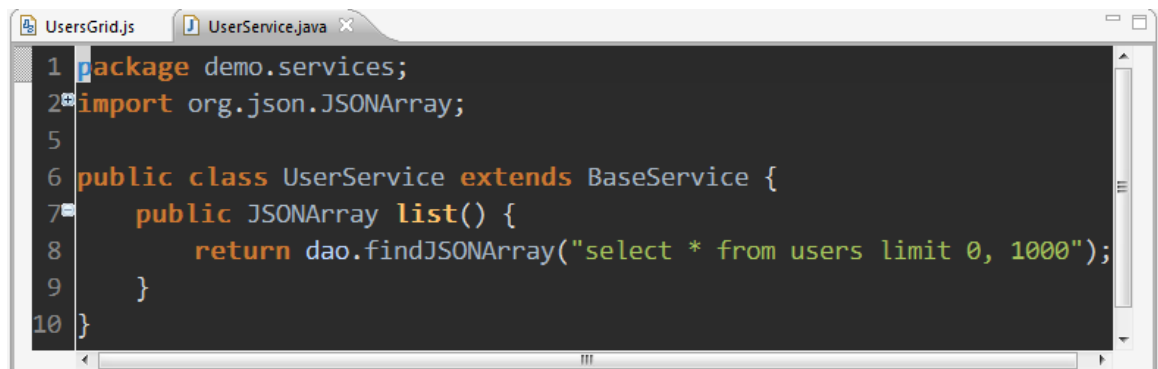 UsersGrid.js UserService.java
1 package demo.services;
2 import org.json.JSONArray;
5
6 public class UserService extends BaseService {
7     public JSONArray list() {
8         return dao.findJSONArray("select * from users limit 0, 1000");
9     }
10 }